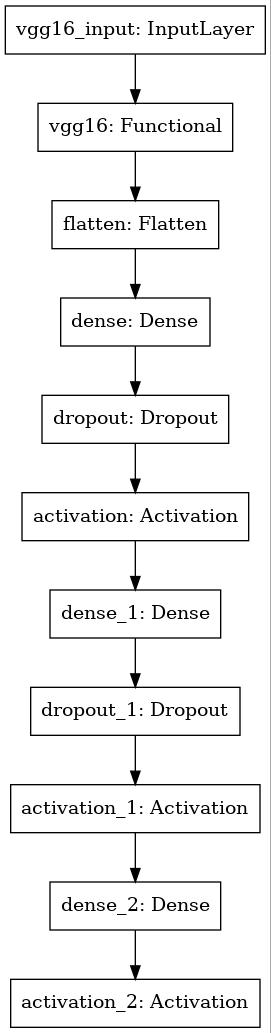 vgg16_input: InputLayer
vgg16: Functional
flatten: Flatten
dense: Dense
dropout: Dropout
activation: Activation
dense_1: Dense
dropout_1: Dropout
activation_1: Activation
dense_2: Dense
activation_2: Activation